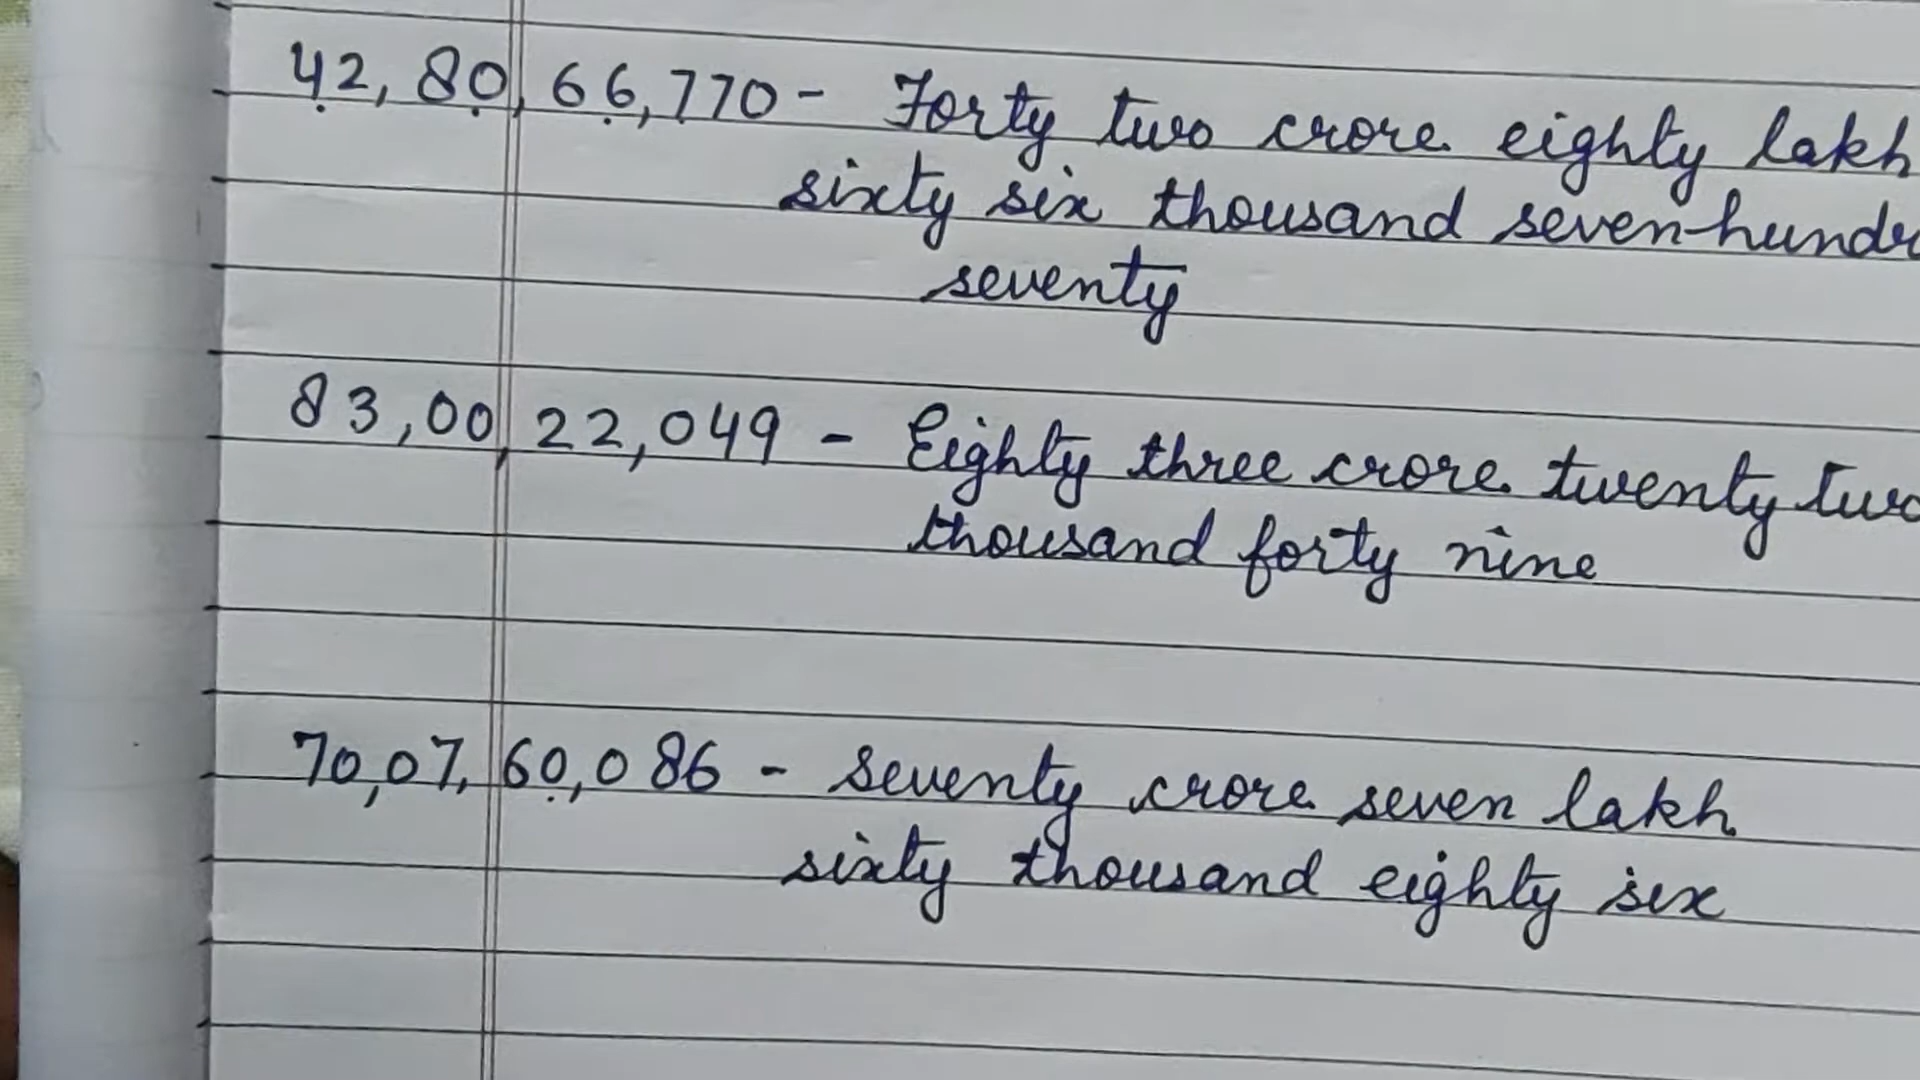 42,80,66,770 - Forty two crore eighty lakh
sixty six thousand seven hundr
seventy
83,00,22,049 - Eighty three crore twenty two
thousand forty nine
70,07,60,086 - Seventy crore seven lakh
sixty thousand eighty six